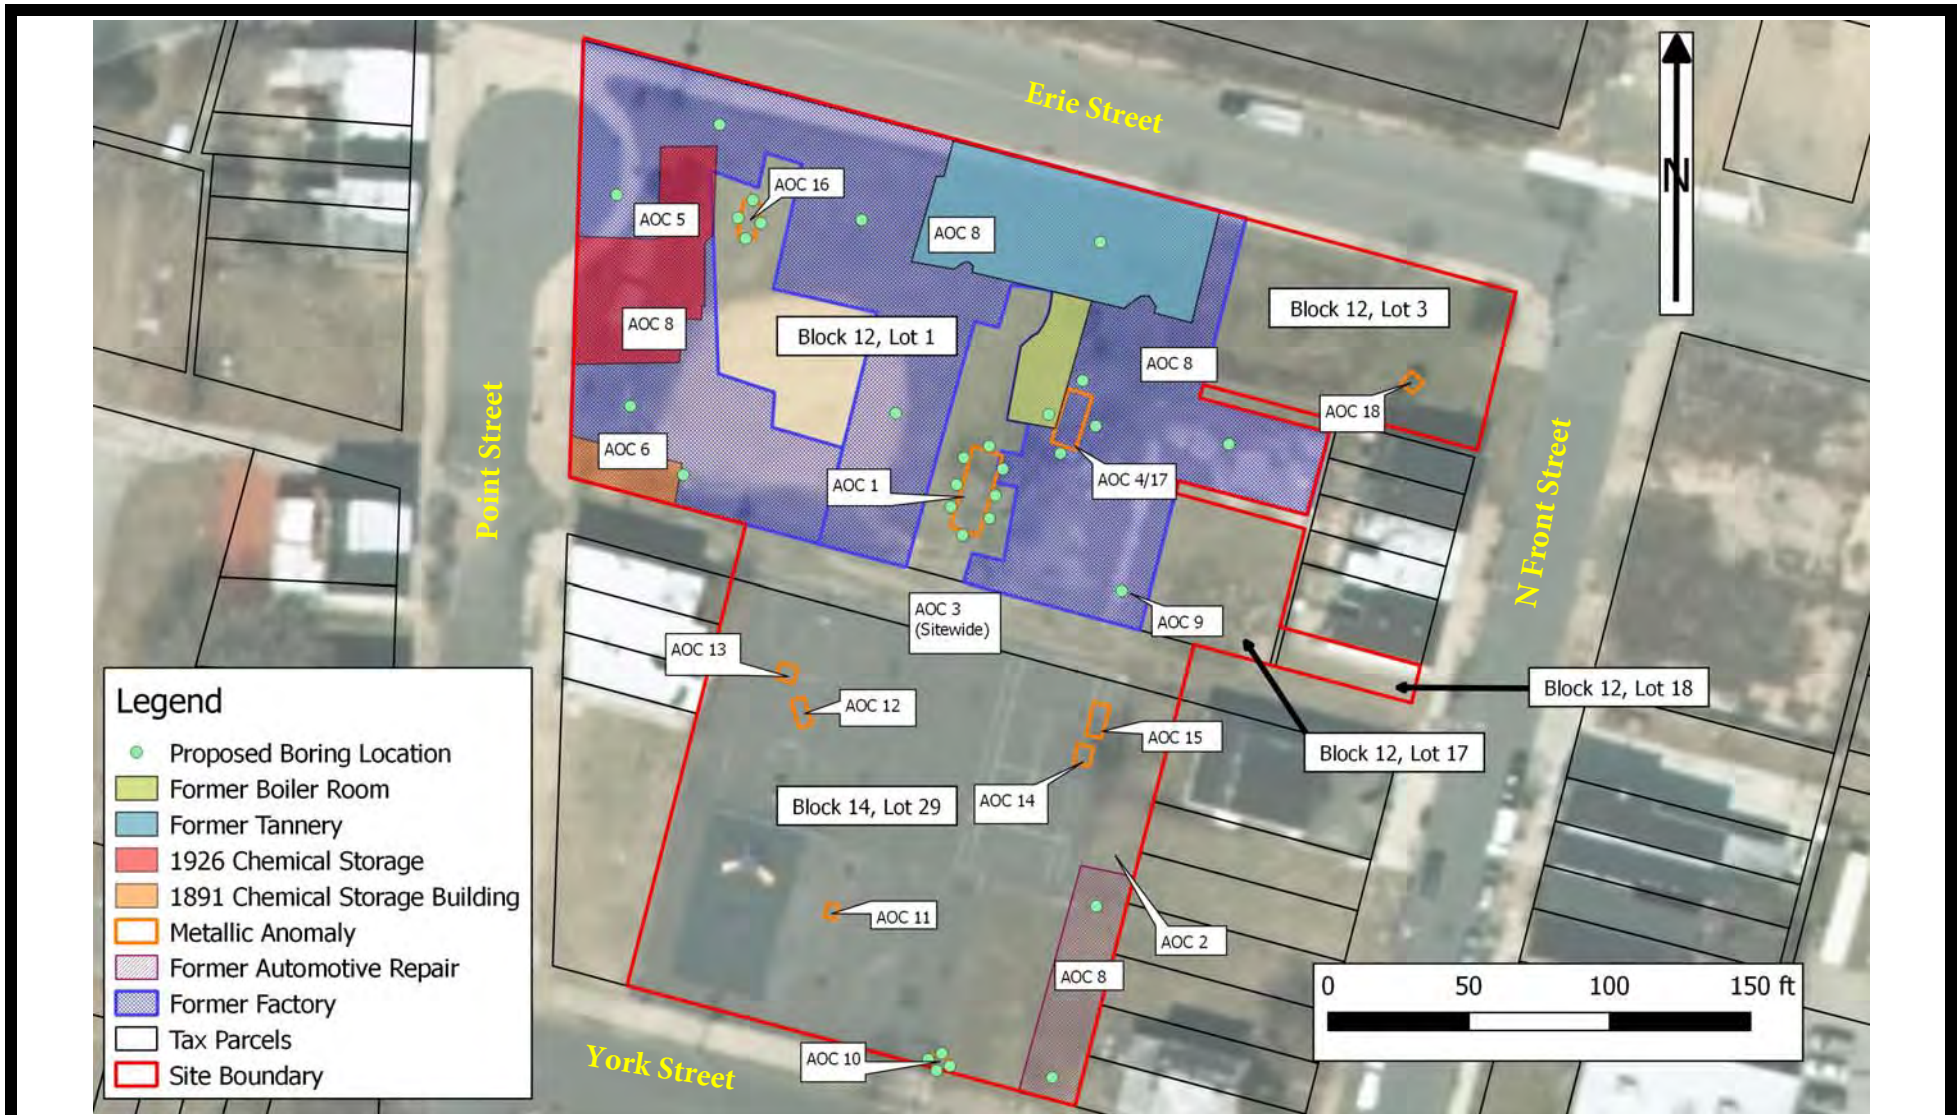 Erie Street
N
AOC 16
AOC 5
AOC 8
Block 12, Lot 3
AOC 8
Block 12, Lot 1
AOC 8
AOC 18
Point Street
N Front Street
AOC 6
AOC 1
AOC 4/17
AOC 3
(Sitewide)
AOC 9
AOC 13
Block 12, Lot 18
AOC 12
AOC 15
Block 12, Lot 17
AOC 14
Block 14, Lot 29
AOC 11
AOC 2
AOC 8
AOC 10
York Street
Legend
Proposed Boring Location
Former Boiler Room
Former Tannery
1926 Chemical Storage
1891 Chemical Storage Building
Metallic Anomaly
Former Automotive Repair
Former Factory
Tax Parcels
Site Boundary
0 50 100 150 ft